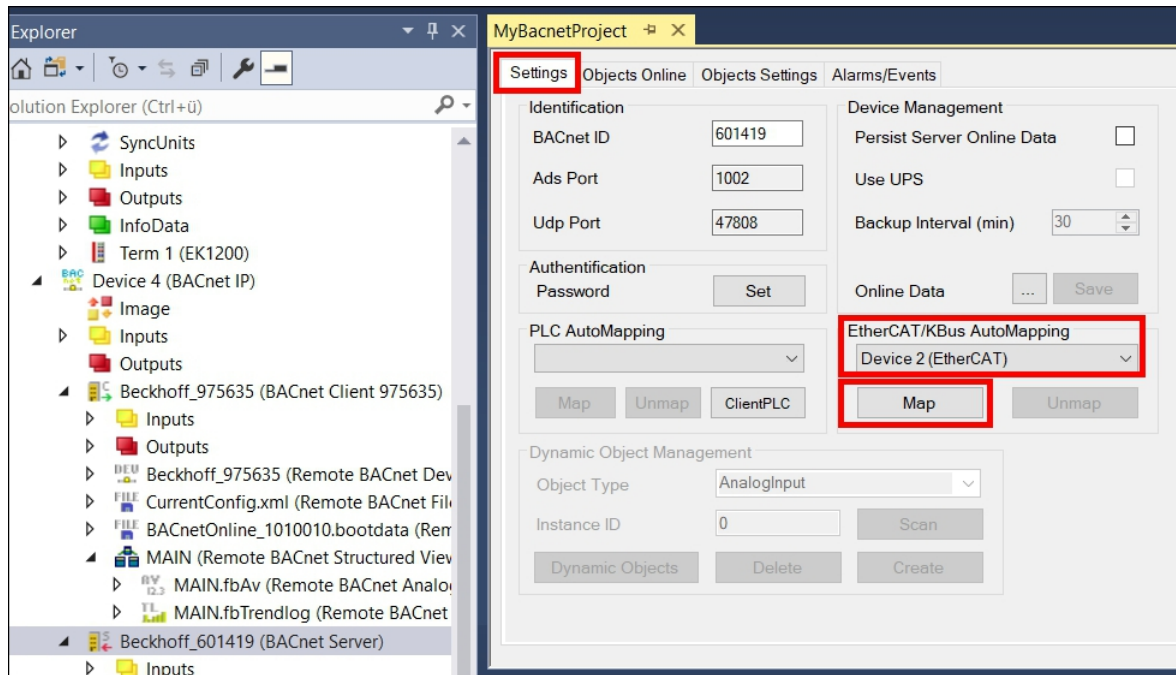 Explorer
olution Explorer (Ctrl+ü)
SyncUnits
Inputs
Outputs
InfoData
Term 1 (EK1200)
Device 4 (BACnet IP)
Image
Inputs
Outputs
Beckhoff_975635 (BACnet Client 975635)
Inputs
Outputs
Beckhoff_975635 (Remote BACnet Dev
CurrentConfig.xml (Remote BACnet File
BACnetOnline_1010010.bootdata (Rem
MAIN (Remote BACnet Structured View
MAIN.fbAv (Remote BACnet Analo
MAIN.fbTrendlog (Remote BACnet
Beckhoff_601419 (BACnet Server)
Inputs
MyBacnetProject
Settings Objects Online Objects Settings Alarms/Events
Identification
BACnet ID 601419
Ads Port 1002
Udp Port 47808
Authentification
Password Set
PLC AutoMapping
Map Unmap ClientPLC
Device Management
Persist Server Online Data
Use UPS
Backup Interval (min) 30
Online Data ... Save
EtherCAT/KBus AutoMapping
Device 2 (EtherCAT)
Map Unmap
Dynamic Object Management
Object Type AnalogInput
Instance ID 0 Scan
Dynamic Objects Delete Create